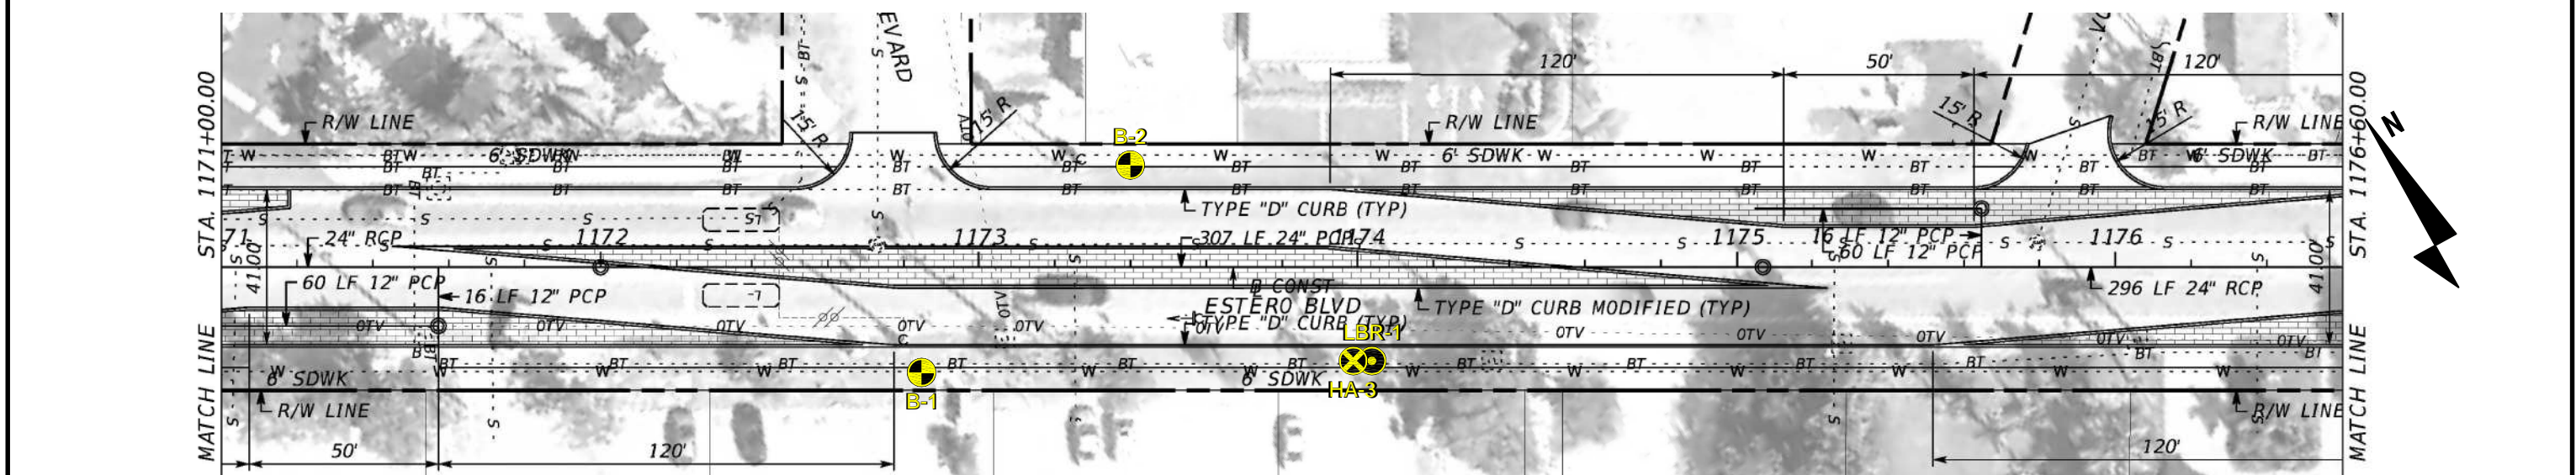 EVARD
120'
50'
120'
N
R/W LINE
15' R
15' R
B-2
R/W LINE
15' R
15' R
R/W LINE
STA. 1171+00.00
STA. 1176+60.00
6' SDWK
6' SDWK
6' SDWK
TYPE "D" CURB (TYP)
71
24" RCP
1172
1173
307 LF 24" PCP
1174
1175
16 LF 12" PCP
1176
60 LF 12" PCP
41.00'
41.00'
60 LF 12" PCP
16 LF 12" PCP
CONST
ESTERO BLVD
TYPE "D" CURB MODIFIED (TYP)
296 LF 24" RCP
TYPE "D" CURB (TYP)
LBR-1
HA-3
B-1
6' SDWK
6' SDWK
R/W LINE
R/W LINE
MATCH LINE
MATCH LINE
50'
120'
120'